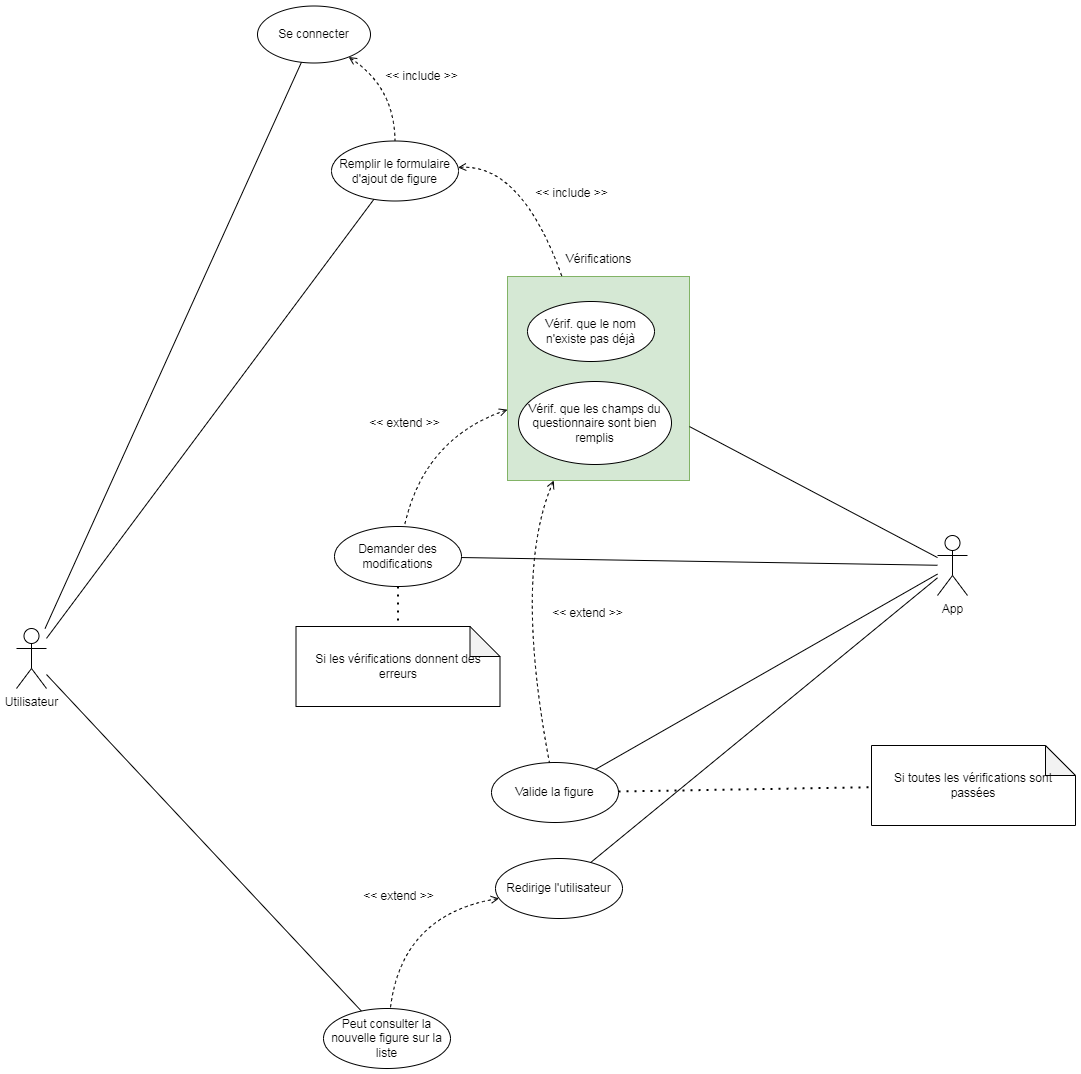 Se connecter
<< include >>
Remplir le formulaire
d'ajout de figure
<< include >>
Vérifications
Vérif. que le nom
n'existe pas déjà
Vérif. que les champs du
questionnaire sont bien
remplis
<< extend >>
Demander des
modifications
<< extend >>
App
Si les vérifications donnent des
erreurs
Utilisateur
Si toutes les vérifications sont
passées
Valide la figure
Redirige l'utilisateur
<< extend >>
Peut consulter la
nouvelle figure sur la
liste